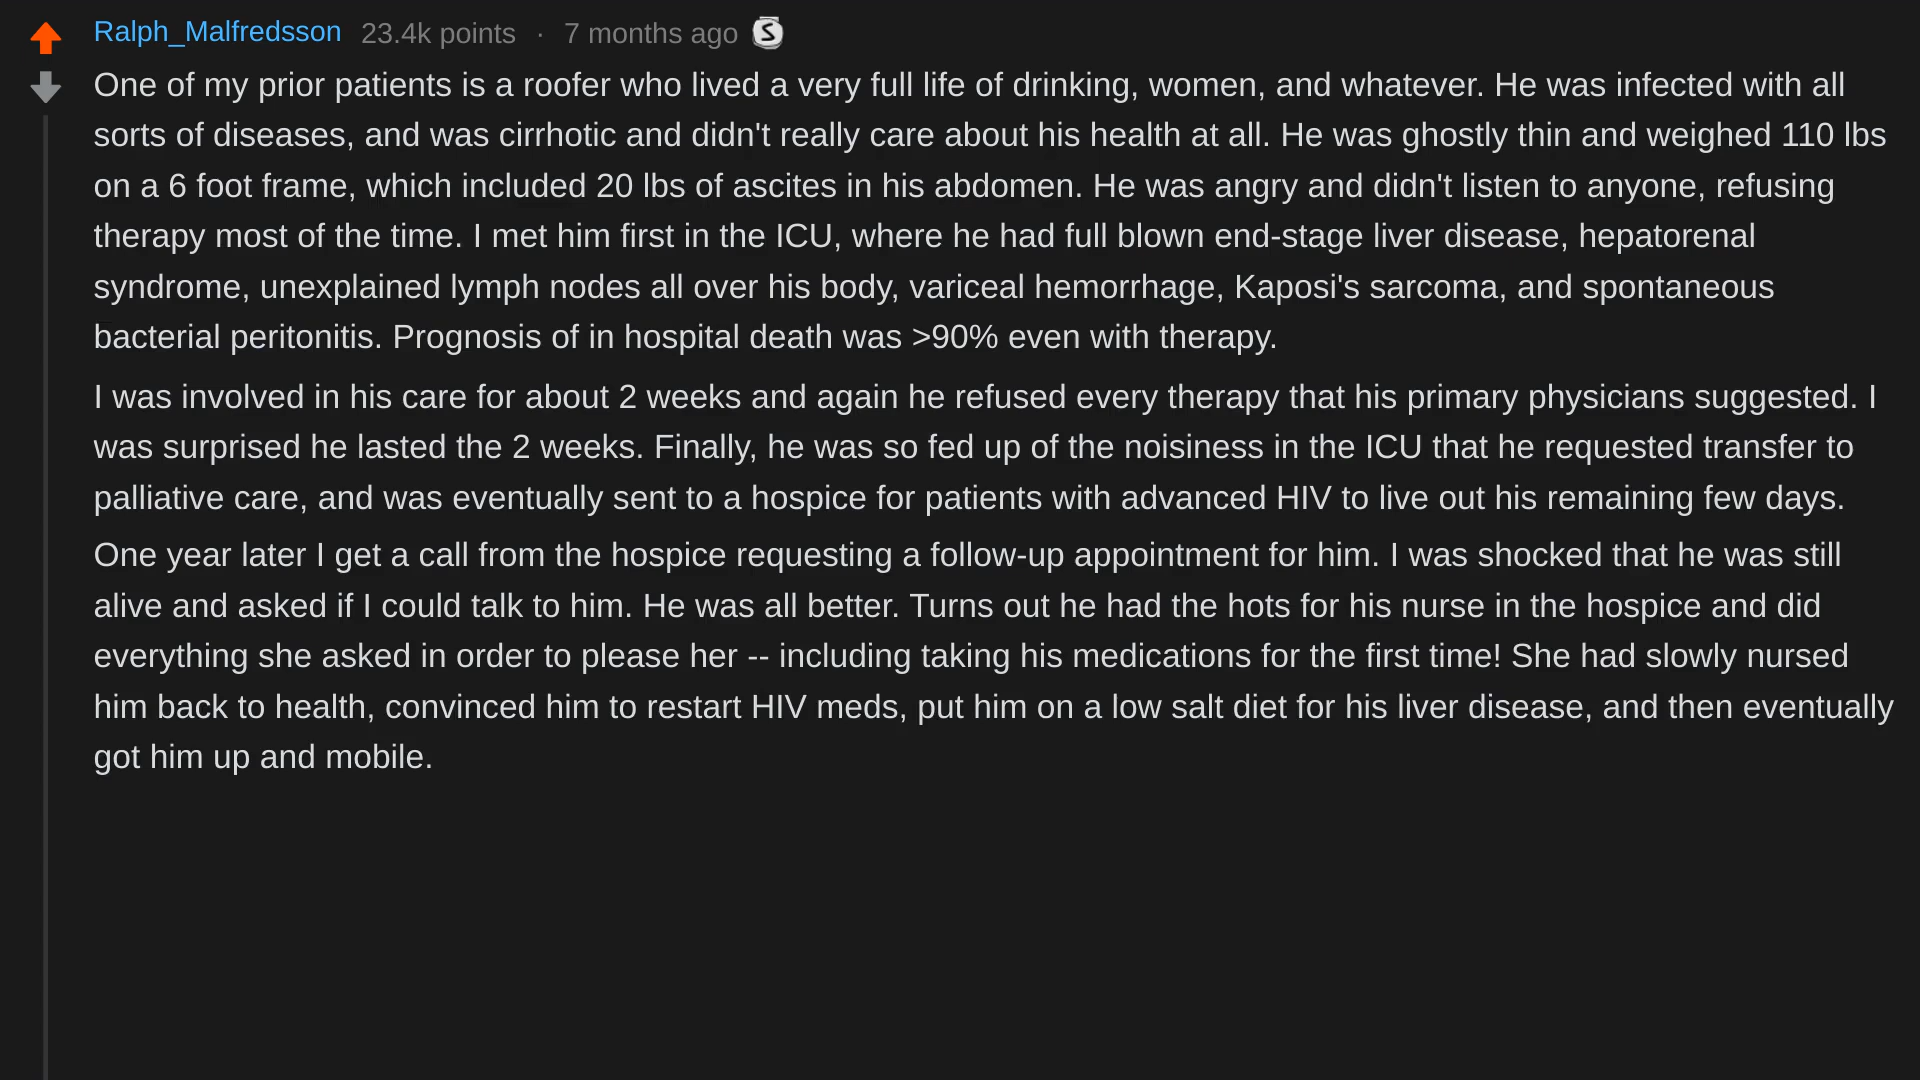 Ralph_Malfredsson 23.4k points · 7 months ago S
One of my prior patients is a roofer who lived a very full life of drinking, women, and whatever. He was infected with all
sorts of diseases, and was cirrhotic and didn't really care about his health at all. He was ghostly thin and weighed 110 lbs
on a 6 foot frame, which included 20 lbs of ascites in his abdomen. He was angry and didn't listen to anyone, refusing
therapy most of the time. I met him first in the ICU, where he had full blown end-stage liver disease, hepatorenal
syndrome, unexplained lymph nodes all over his body, variceal hemorrhage, Kaposi's sarcoma, and spontaneous
bacterial peritonitis. Prognosis of in hospital death was >90% even with therapy.
I was involved in his care for about 2 weeks and again he refused every therapy that his primary physicians suggested. I
was surprised he lasted the 2 weeks. Finally, he was so fed up of the noisiness in the ICU that he requested transfer to
palliative care, and was eventually sent to a hospice for patients with advanced HIV to live out his remaining few days.
One year later I get a call from the hospice requesting a follow-up appointment for him. I was shocked that he was still
alive and asked if I could talk to him. He was all better. Turns out he had the hots for his nurse in the hospice and did
everything she asked in order to please her -- including taking his medications for the first time! She had slowly nursed
him back to health, convinced him to restart HIV meds, put him on a low salt diet for his liver disease, and then eventually
got him up and mobile.